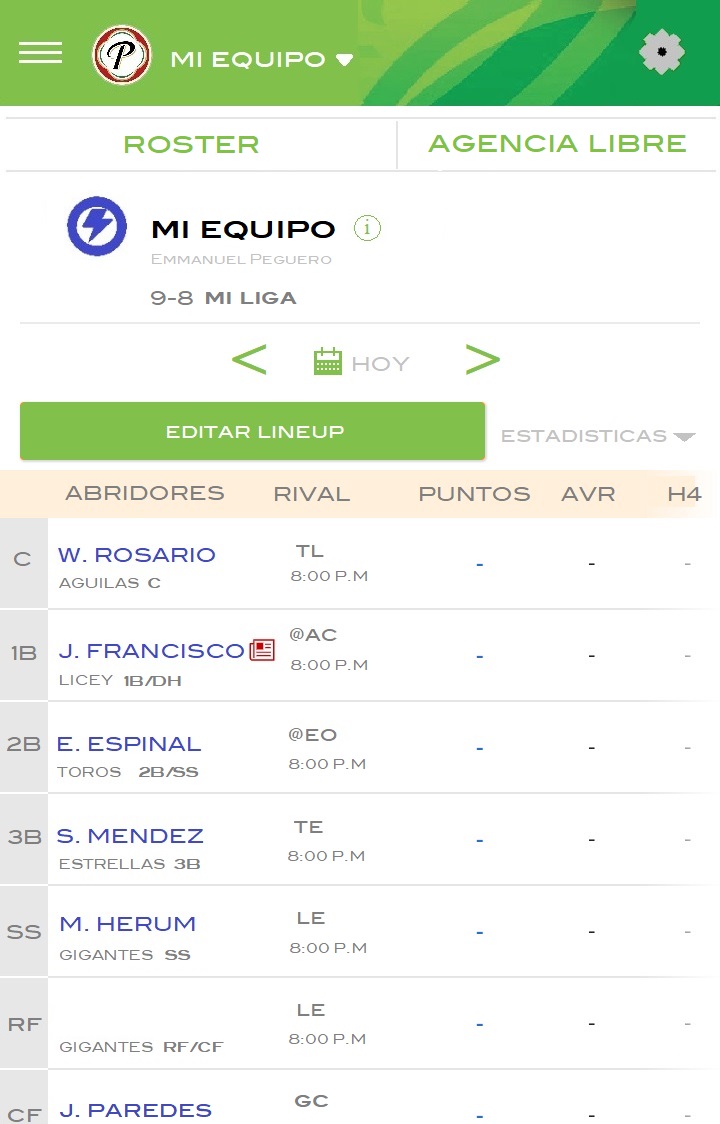 P MI EQUIPO
ROSTER AGENCIA LIBRE
MI EQUIPO i
EMMANUEL PEGUERO
9-8 MI LIGA
< HOY >
EDITAR LINEUP ESTADISTICAS
ABRIDORES RIVAL PUNTOS AVR H4
C W. ROSARIO TL - - -
AGUILAS C 8:00 P.M
1B J. FRANCISCO @AC - - -
LICEY 1B/DH 8:00 P.M
2B E. ESPINAL @EO - - -
TOROS 2B/SS 8:00 P.M
3B S. MENDEZ TE - - -
ESTRELLAS 3B 8:00 P.M
SS M. HERUM LE - - -
GIGANTES SS 8:00 P.M
RF LE - - -
GIGANTES RF/CF 8:00 P.M
CF J. PAREDES GC - - -